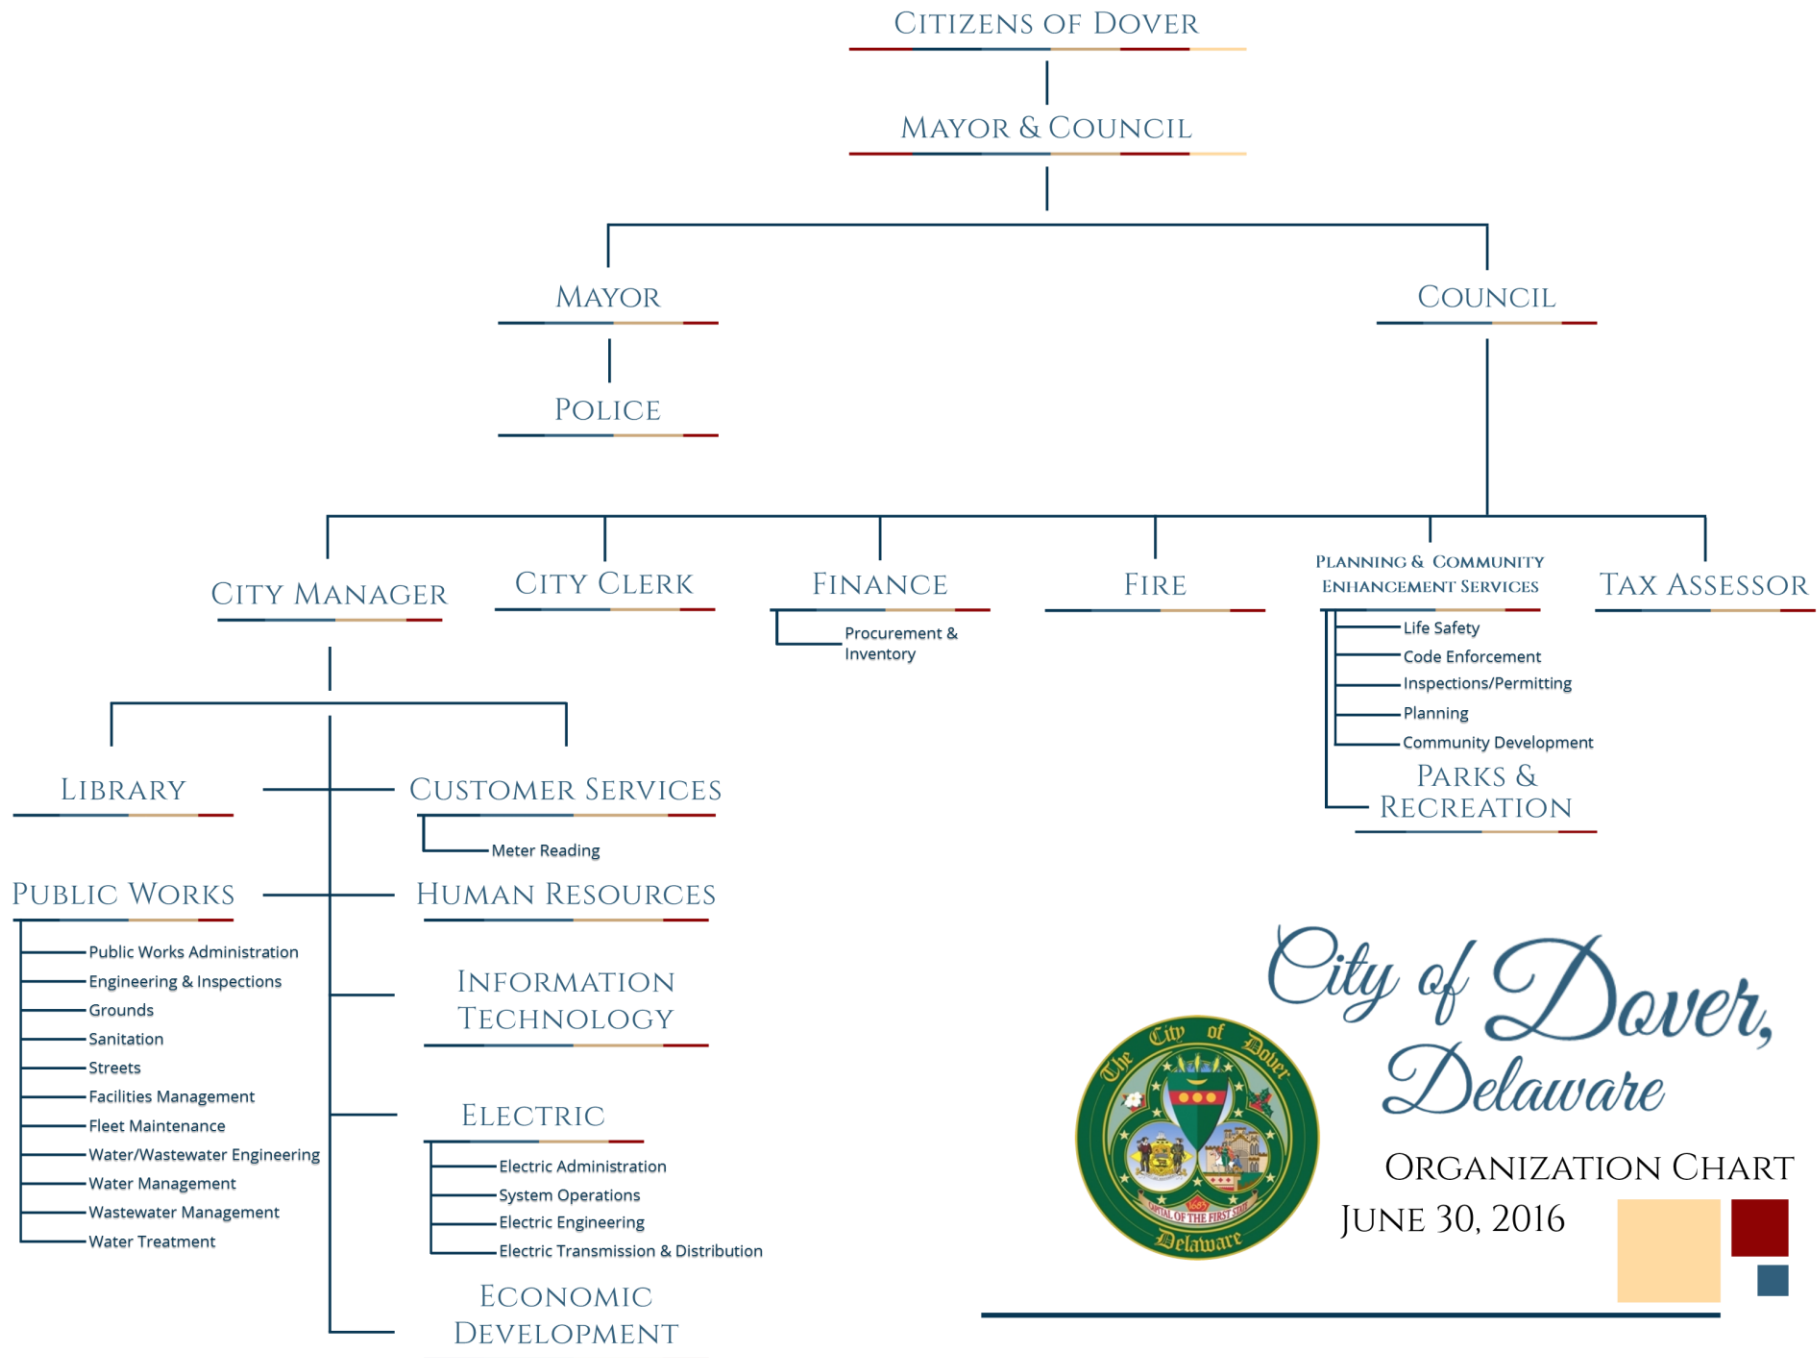 CITIZENS OF DOVER
MAYOR & COUNCIL
MAYOR
COUNCIL
POLICE
CITY MANAGER
CITY CLERK
FINANCE
Procurement &
Inventory
FIRE
PLANNING & COMMUNITY
ENHANCEMENT SERVICES
Life Safety
Code Enforcement
Inspections/Permitting
Planning
Community Development
PARKS &
RECREATION
TAX ASSESSOR
LIBRARY
CUSTOMER SERVICES
Meter Reading
PUBLIC WORKS
Public Works Administration
Engineering & Inspections
Grounds
Sanitation
Streets
Facilities Management
Fleet Maintenance
Water/Wastewater Engineering
Water Management
Wastewater Management
Water Treatment
HUMAN RESOURCES
INFORMATION
TECHNOLOGY
ELECTRIC
Electric Administration
System Operations
Electric Engineering
Electric Transmission & Distribution
ECONOMIC
DEVELOPMENT
City of Dover,
Delaware
The City of Dover
1683
CAPITAL OF THE FIRST STATE
Delaware
ORGANIZATION CHART
JUNE 30, 2016